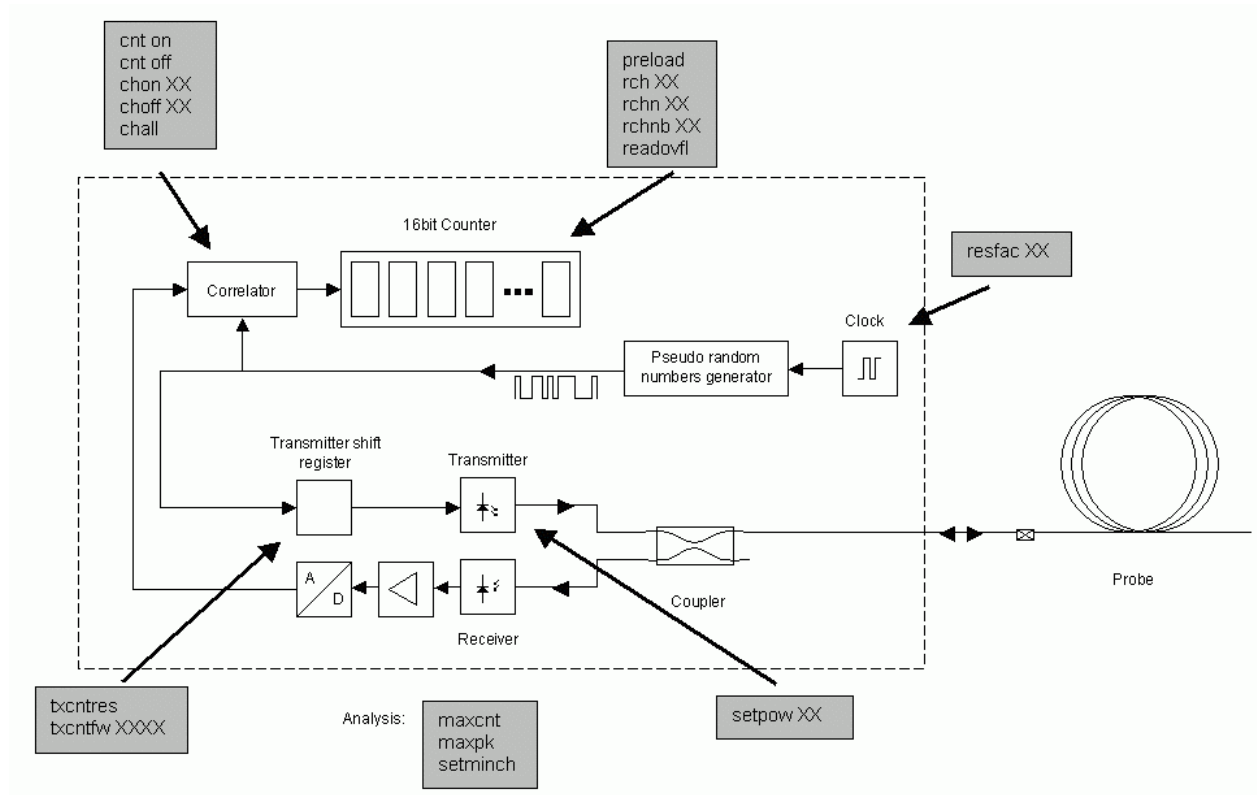 cnt on
cnt off
chon XX
choff XX
chall
preload
rch XX
rchn XX
rchnb XX
readovfl
16bit Counter
resfac XX
Correlator
Clock
Pseudo random
numbers generator
Transmitter shift
register
Transmitter
A
D
Coupler
Probe
Receiver
txcntres
txcntfw XXXX
Analysis:
maxcnt
maxpk
setminch
setpow XX